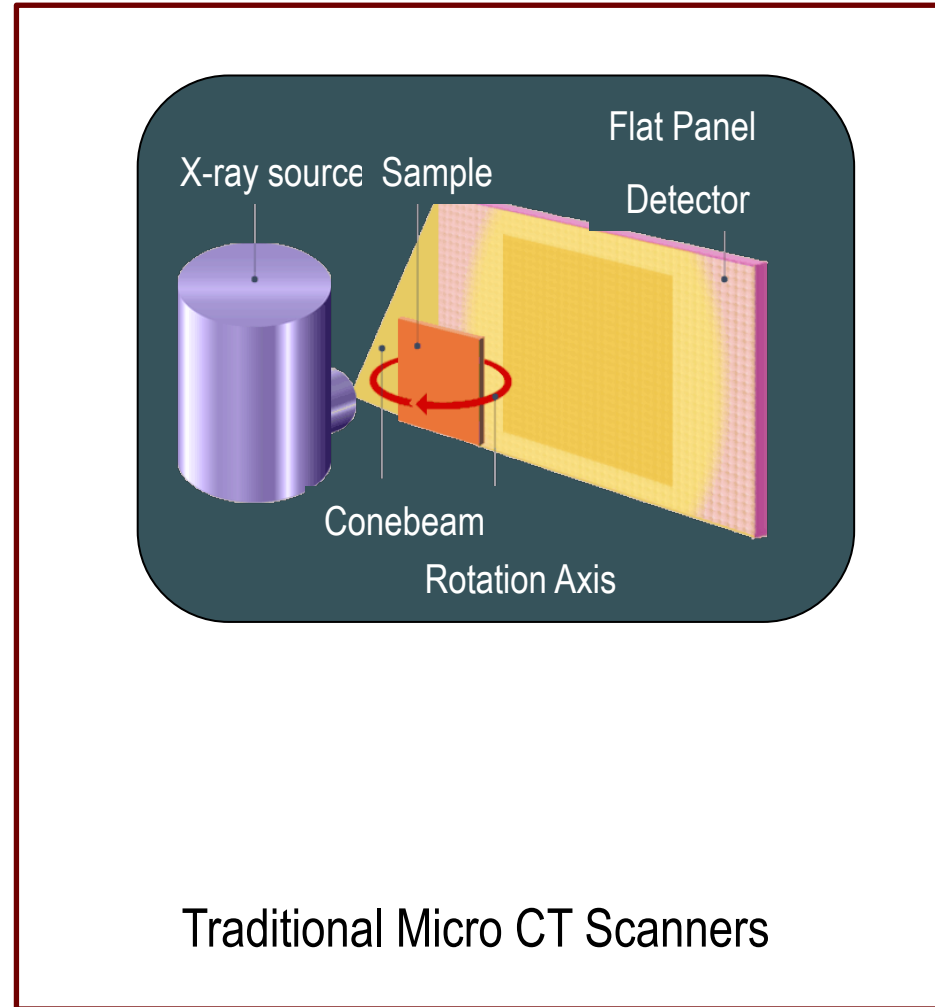 Flat Panel
X-ray source Sample
Detector
Conebeam
Rotation Axis
Traditional Micro CT Scanners